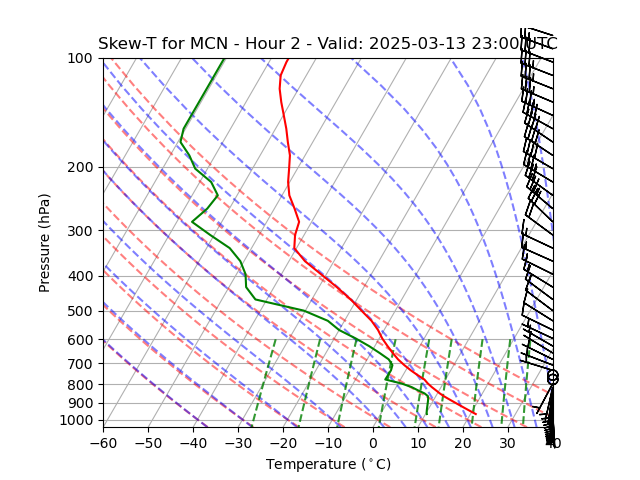 Skew-T for MCN - Hour 2 - Valid: 2025-03-13 23:00 UTC
100
200
300
400
500
600
700
800
900
1000
Pressure (hPa)
−60 −50 −40 −30 −20 −10 0 10 20 30 40
Temperature (°C)